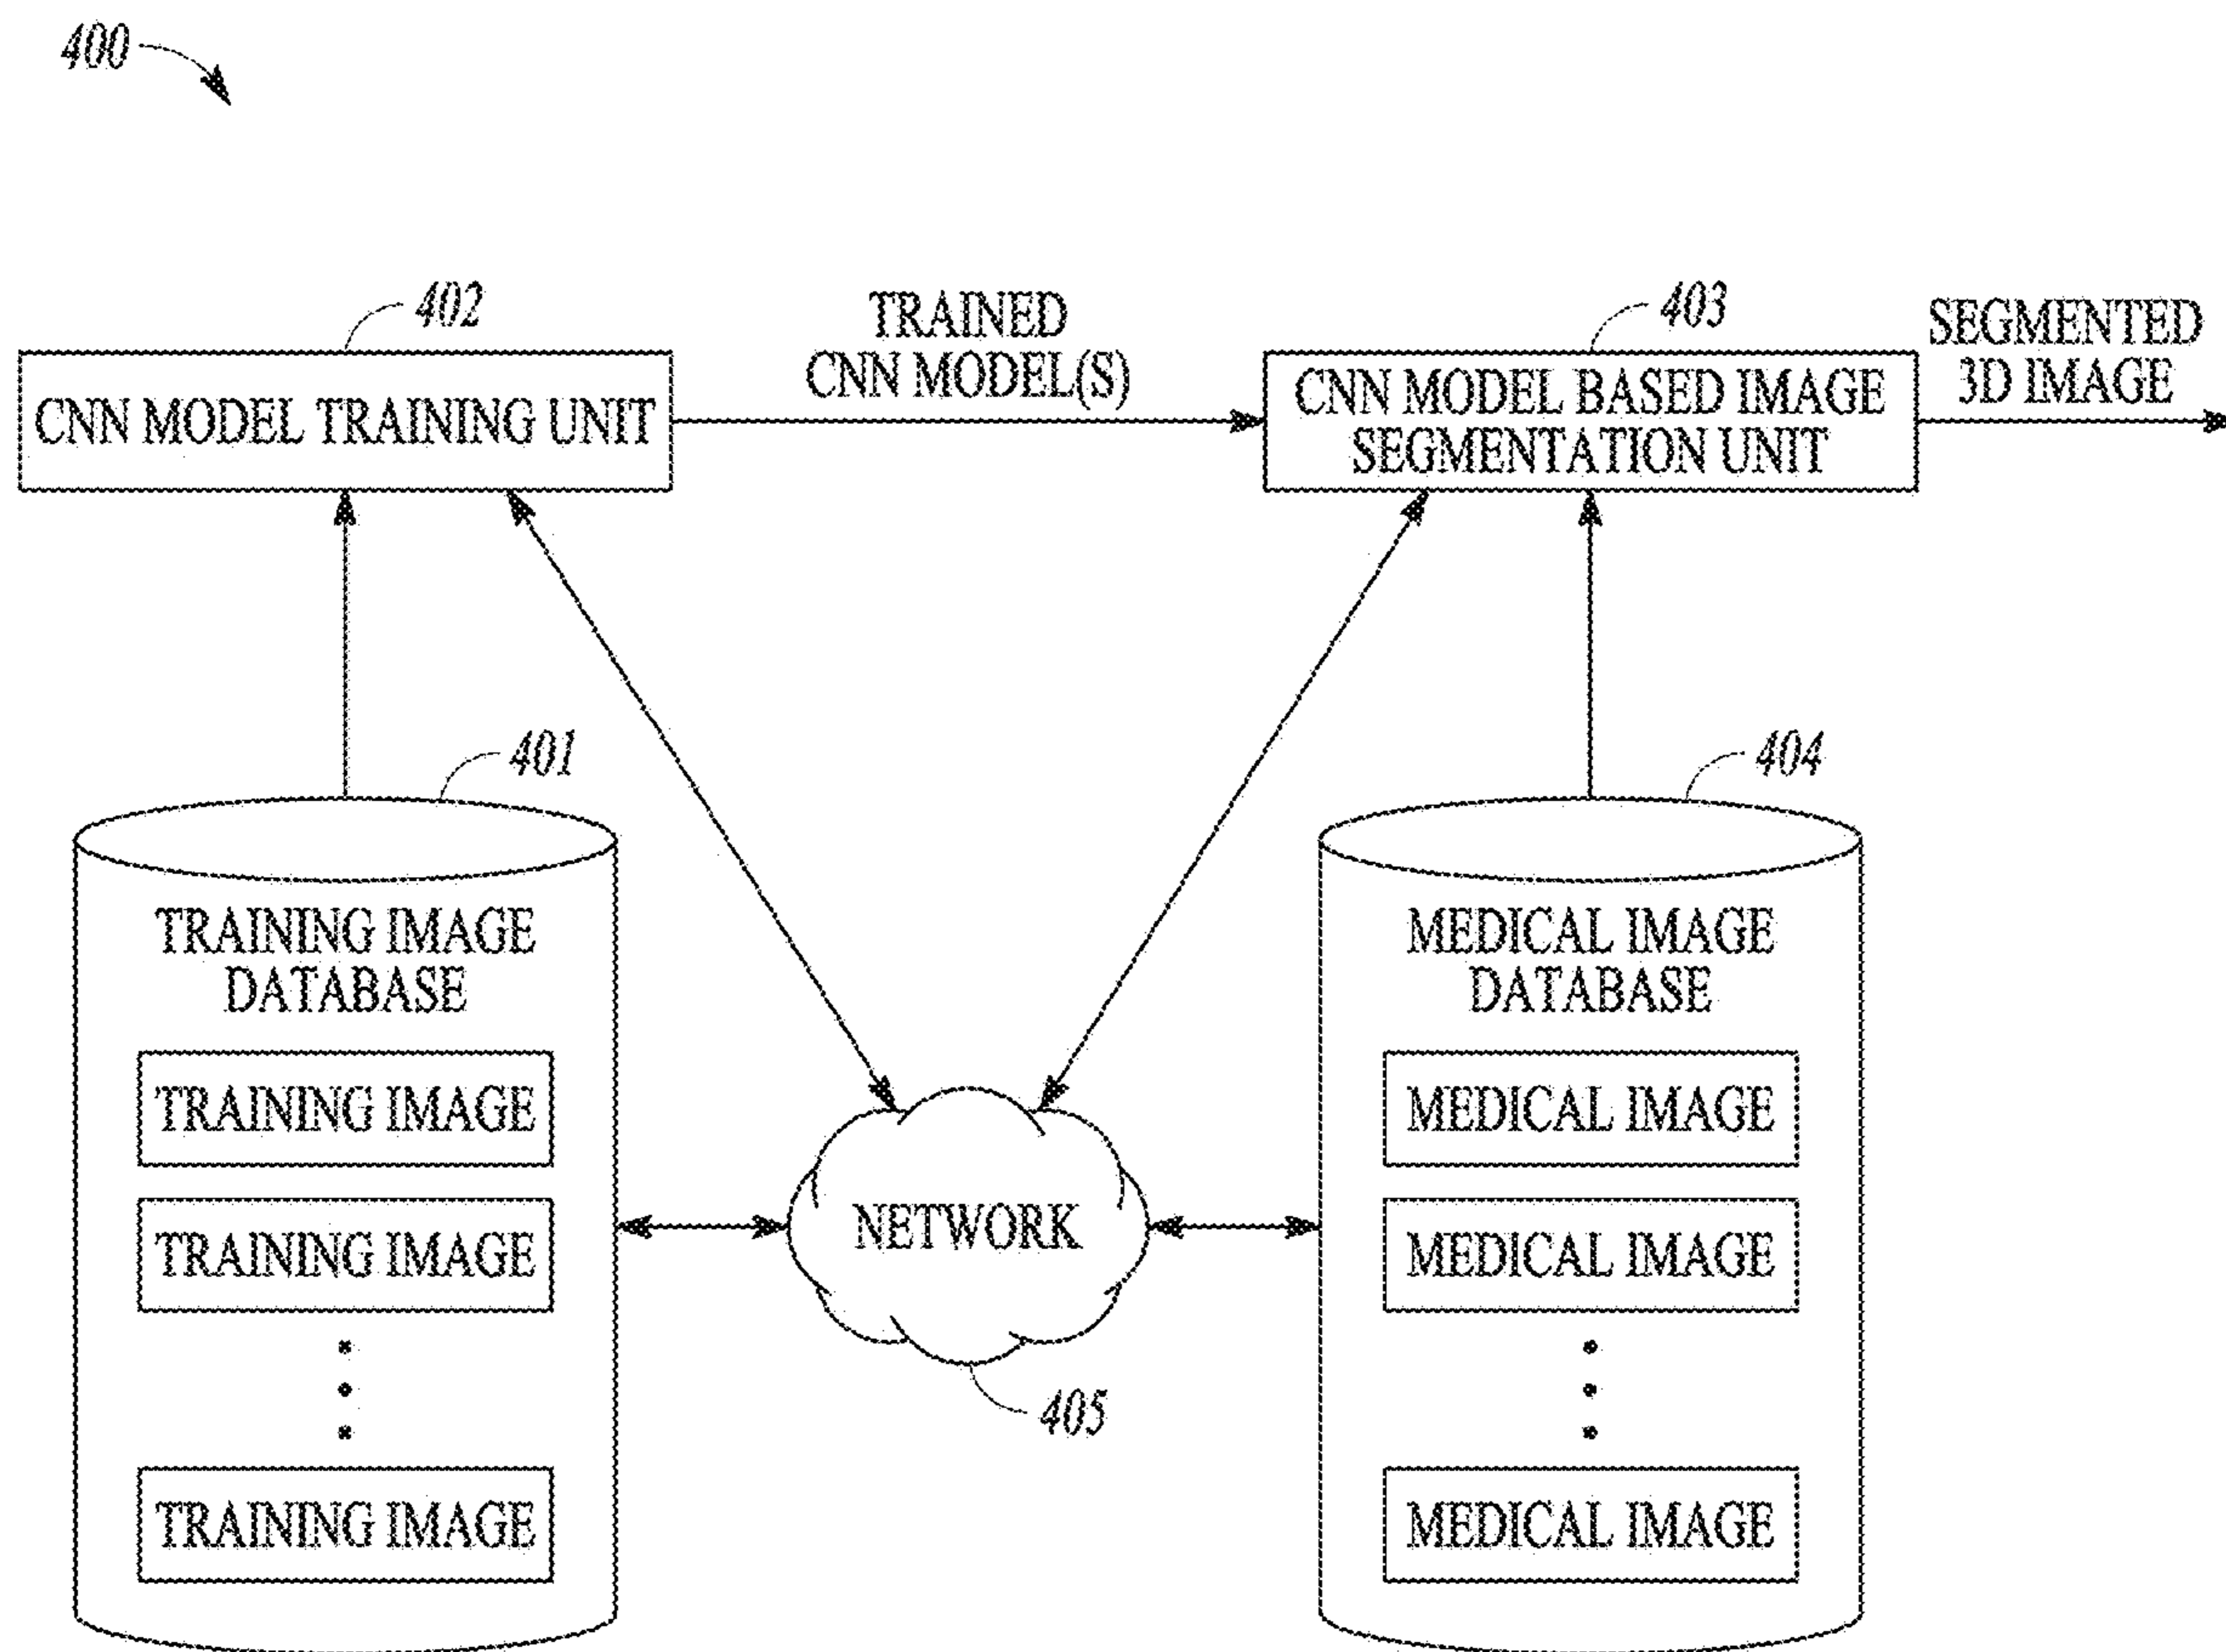 400
402
TRAINED
CNN MODEL(S)
403
SEGMENTED
3D IMAGE
CNN MODEL TRAINING UNIT
CNN MODEL BASED IMAGE
SEGMENTATION UNIT
401
404
TRAINING IMAGE
DATABASE
TRAINING IMAGE
TRAINING IMAGE
TRAINING IMAGE
NETWORK
405
MEDICAL IMAGE
DATABASE
MEDICAL IMAGE
MEDICAL IMAGE
MEDICAL IMAGE